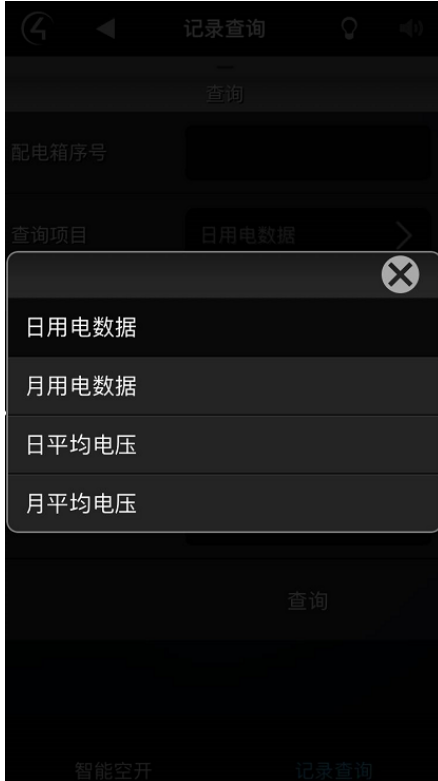 记录查询
查询
配电箱序号
查询项目
日用电数据
日用电数据
月用电数据
日平均电压
月平均电压
查询
智能空开
记录查询